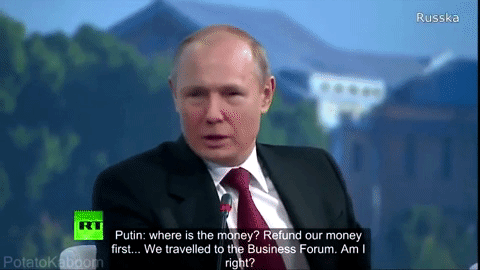 Russka
RT
Putin: where is the money? Refund our money
first... We travelled to the Business Forum. Am I
right?
PotatoKaboom